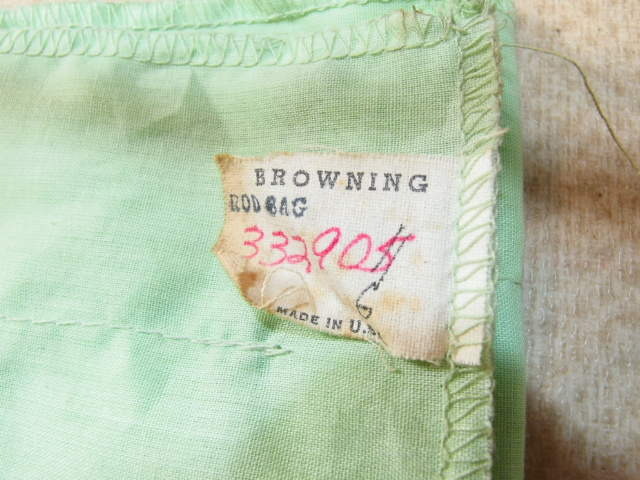 BROWNING
ROD BAG
332905
MADE IN U.S.